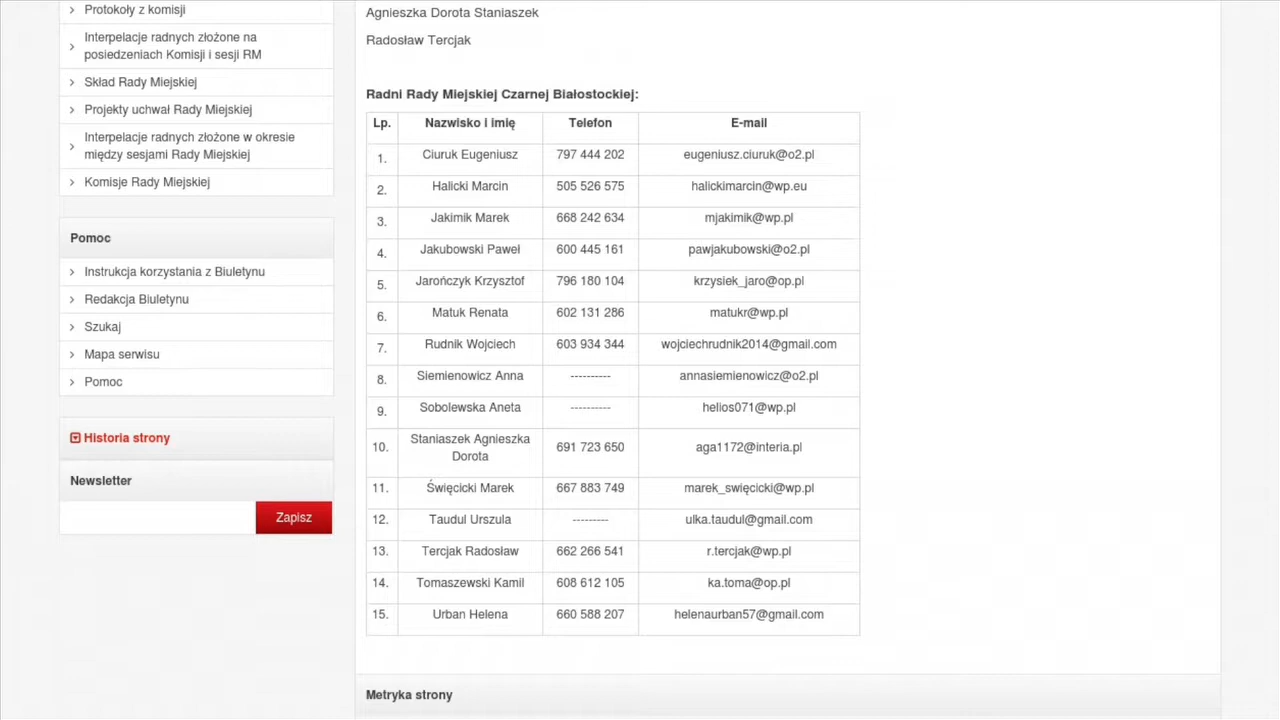 Protokoły z komisji
Interpelacje radnych złożone na
posiedzeniach Komisji i sesji RM
Skład Rady Miejskiej
Projekty uchwał Rady Miejskiej
Interpelacje radnych złożone w okresie
między sesjami Rady Miejskiej
Komisje Rady Miejskiej
Pomoc
Instrukcja korzystania z Biuletynu
Redakcja Biuletynu
Szukaj
Mapa serwisu
Pomoc
Historia strony
Newsletter
Zapisz
Agnieszka Dorota Staniaszek
Radosław Tercjak
Radni Rady Miejskiej Czarnej Białostockiej:
Lp. Nazwisko i imię Telefon E-mail
1. Ciuruk Eugeniusz 797 444 202 eugeniusz.ciuruk@o2.pl
2. Halicki Marcin 505 526 575 halickimarcin@wp.eu
3. Jakimik Marek 668 242 634 mjakimik@wp.pl
4. Jakubowski Paweł 600 445 161 pawjakubowski@o2.pl
5. Jarończyk Krzysztof 796 180 104 krzysiek_jaro@op.pl
6. Matuk Renata 602 131 286 matukr@wp.pl
7. Rudnik Wojciech 603 934 344 wojciechrudnik2014@gmail.com
8. Siemienowicz Anna ---------- annasiemienowicz@o2.pl
9. Sobolewska Aneta ---------- helios071@wp.pl
10. Staniaszek Agnieszka
Dorota 691 723 650 aga1172@interia.pl
11. Święcicki Marek 667 883 749 marek_swięcicki@wp.pl
12. Taudul Urszula --------- ulka.taudul@gmail.com
13. Tercjak Radosław 662 266 541 r.tercjak@wp.pl
14. Tomaszewski Kamil 608 612 105 ka.toma@op.pl
15. Urban Helena 660 588 207 helenaurban57@gmail.com
Metryka strony